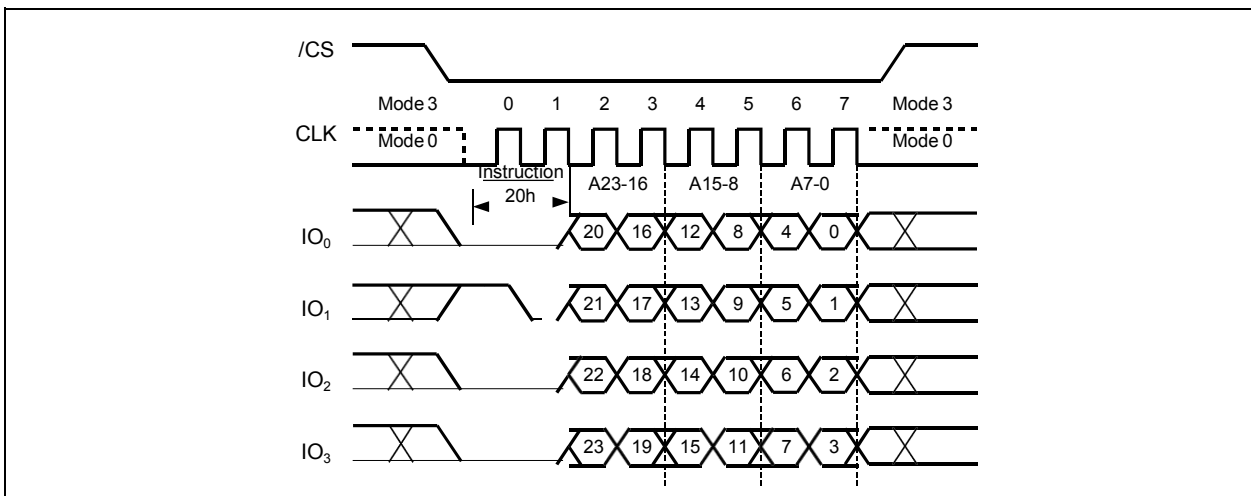 /CS
Mode 3 0 1 2 3 4 5 6 7 Mode 3
CLK
Mode 0 Mode 0
Instruction
A23-16 A15-8 A7-0
20h
IO0 20 16 12 8 4 0
IO1 21 17 13 9 5 1
IO2 22 18 14 10 6 2
IO3 23 19 15 11 7 3